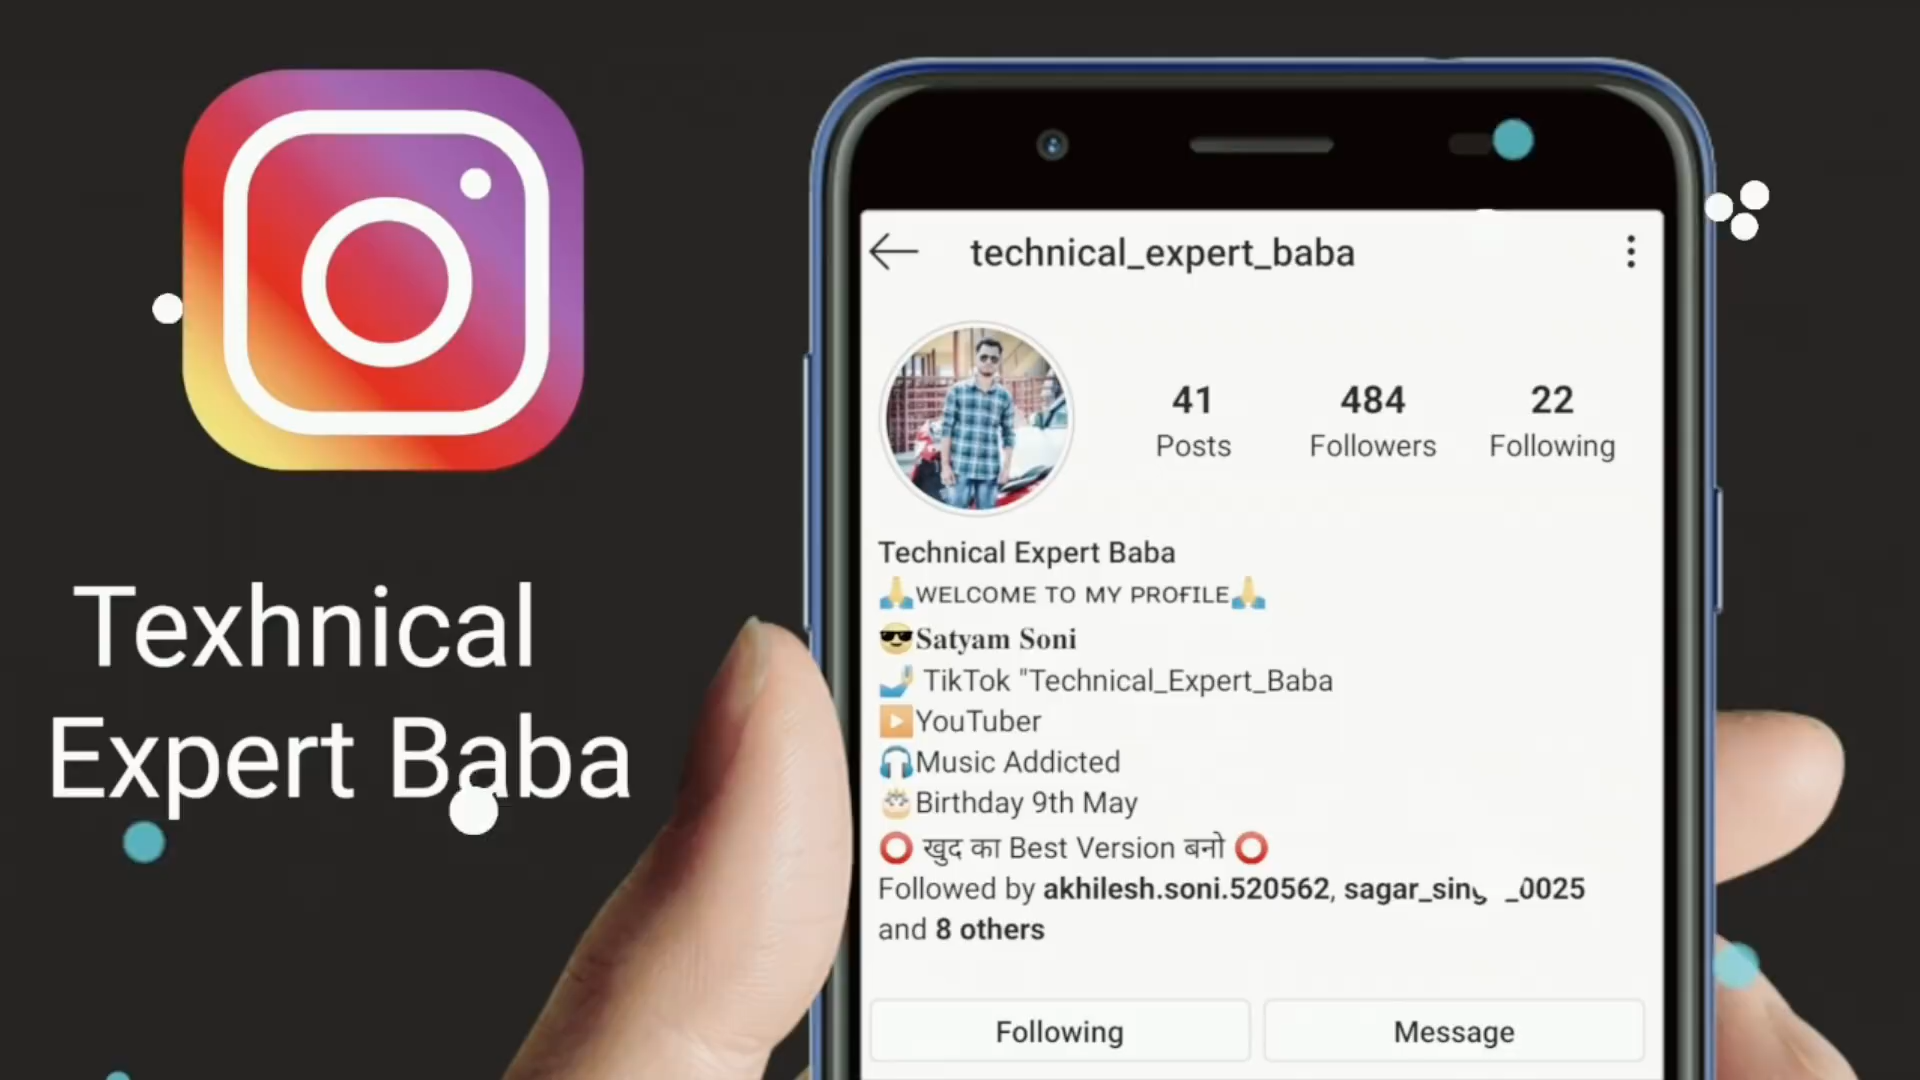 Texhnical
Expert Baba
technical_expert_baba
41
Posts
484
Followers
22
Following
Technical Expert Baba
🙏WELCOME TO MY PROFILE🙏
😎Satyam Soni
🤳 TikTok "Technical_Expert_Baba
▶️YouTuber
🎧Music Addicted
🎂Birthday 9th May
⭕ खुद का Best Version बनो ⭕
Followed by akhilesh.soni.520562,
and 8 others
Following
Message